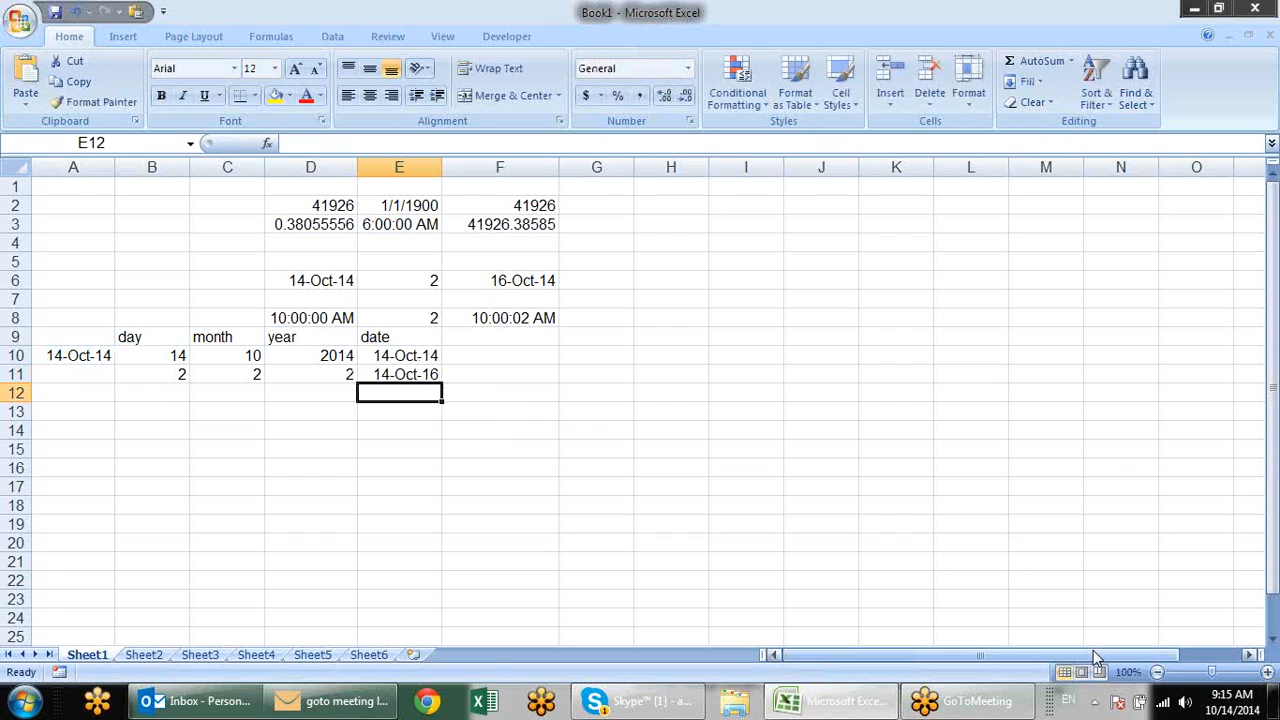 Book1 - Microsoft Excel
Home Insert Page Layout Formulas Data Review View Developer
Paste
Cut
Copy
Format Painter
Clipboard
Arial 12
B I U A
Font
Wrap Text
Merge & Center
Alignment
General
$ % ,
Number
Conditional Formatting
Format as Table
Cell Styles
Styles
Insert Delete Format
Cells
Σ AutoSum
Fill
Clear
Sort & Filter
Find & Select
Editing
E12 fx
A B C D E F G H I J K L M N O
1
2 41926 1/1/1900 41926
3 0.38055556 6:00:00 AM 41926.38585
4
5
6 14-Oct-14 2 16-Oct-14
7
8 10:00:00 AM 2 10:00:02 AM
9 day month year date
10 14-Oct-14 14 10 2014 14-Oct-14
11 2 2 2 14-Oct-16
12
13
14
15
16
17
18
19
20
21
22
23
24
25
Sheet1 Sheet2 Sheet3 Sheet4 Sheet5 Sheet6
Ready 100%
Inbox - Person... goto meeting l... Skype™ [1] - a... Microsoft Exce... GoToMeeting EN 9:15 AM
10/14/2014